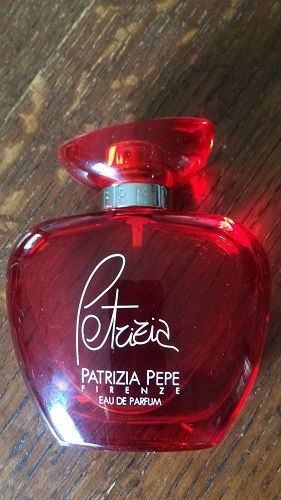 Patrizia
PATRIZIA PEPE
FIRENZE
EAU DE PARFUM